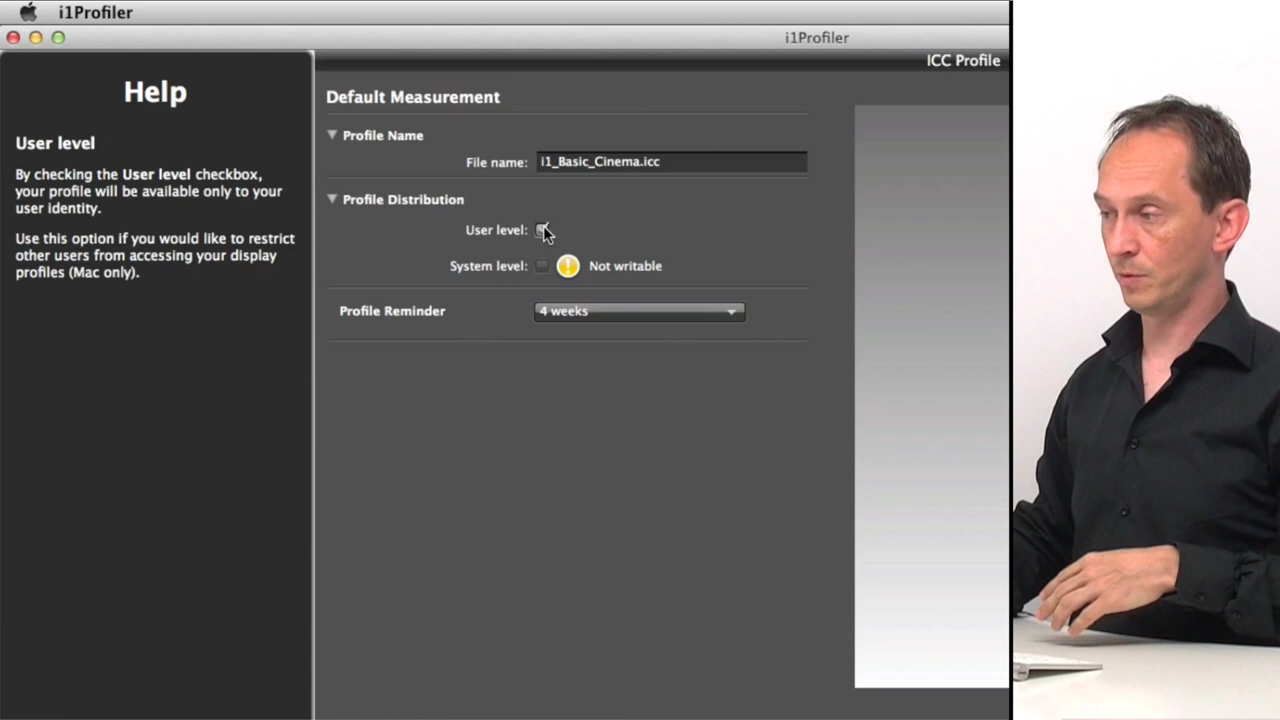 i1Profiler
i1Profiler
Help
User level
By checking the User level checkbox,
your profile will be available only to your
user identity.
Use this option if you would like to restrict
other users from accessing your display
profiles (Mac only).
ICC Profile
Default Measurement
Profile Name
File name: i1_Basic_Cinema.icc
Profile Distribution
User level:
System level: Not writable
Profile Reminder 4 weeks